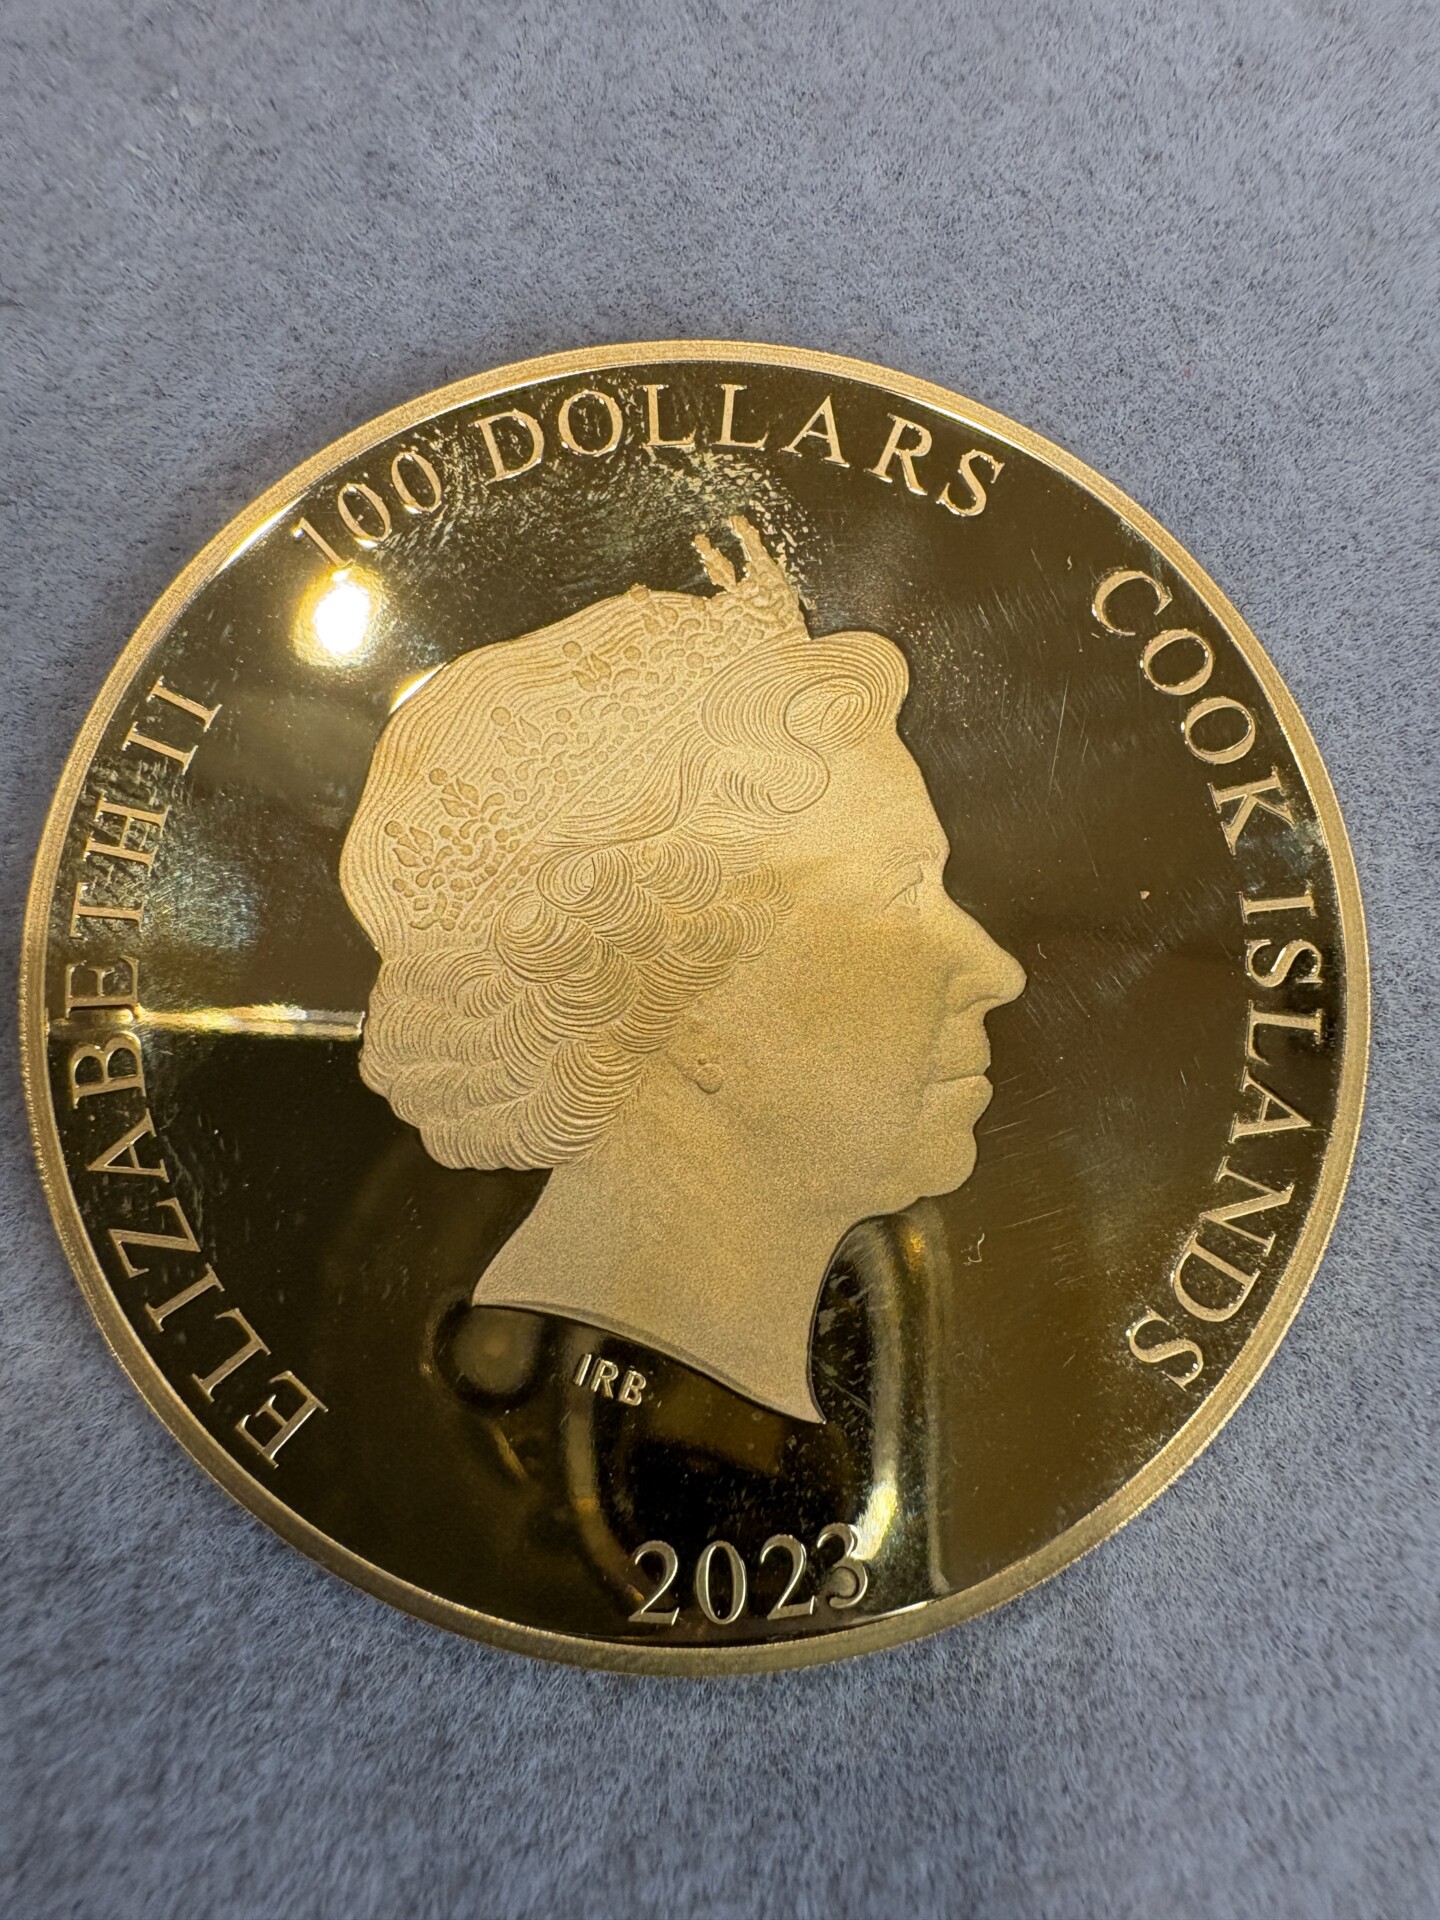 ELIZABETH II
100 DOLLARS
COOK ISLANDS
IRB
2023